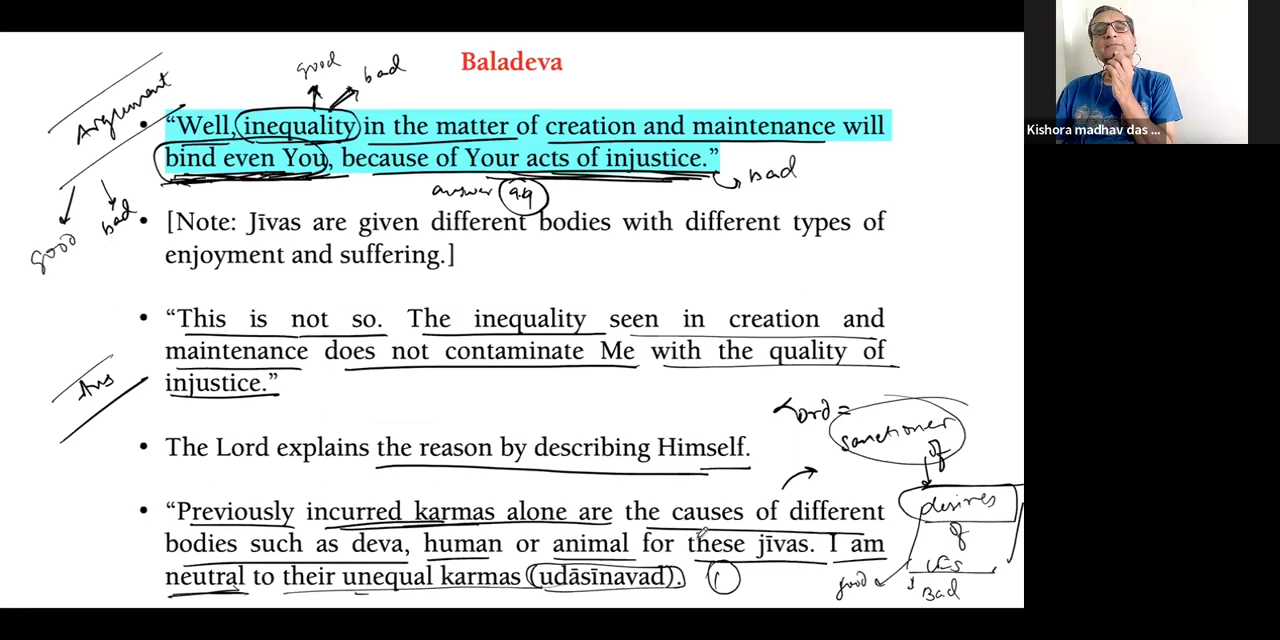 Baladeva
good
bad
Argument
• “Well, inequality in the matter of creation and maintenance will
bind even You, because of Your acts of injustice.”
bad
answer 9.9
good
bad
• [Note: Jīvas are given different bodies with different types of
enjoyment and suffering.]
• “This is not so. The inequality seen in creation and
maintenance does not contaminate Me with the quality of
injustice.”
Ans
• The Lord explains the reason by describing Himself.
Lord =
sanctioner
of
desires
of
good
Bad
• “Previously incurred karmas alone are the causes of different
bodies such as deva, human or animal for these jīvas. I am
neutral to their unequal karmas (udāsīnavad).
1
Kishora madhav das ...